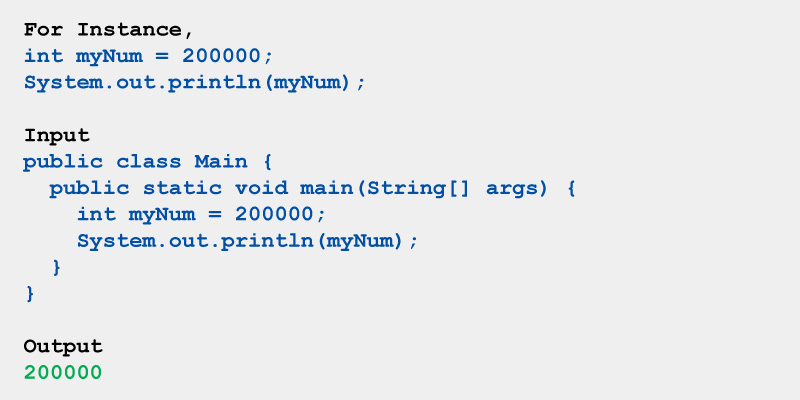 For Instance,
int myNum = 200000;
System.out.println(myNum);
Input
public class Main {
  public static void main(String[] args) {
    int myNum = 200000;
    System.out.println(myNum);
  }
}
Output
200000